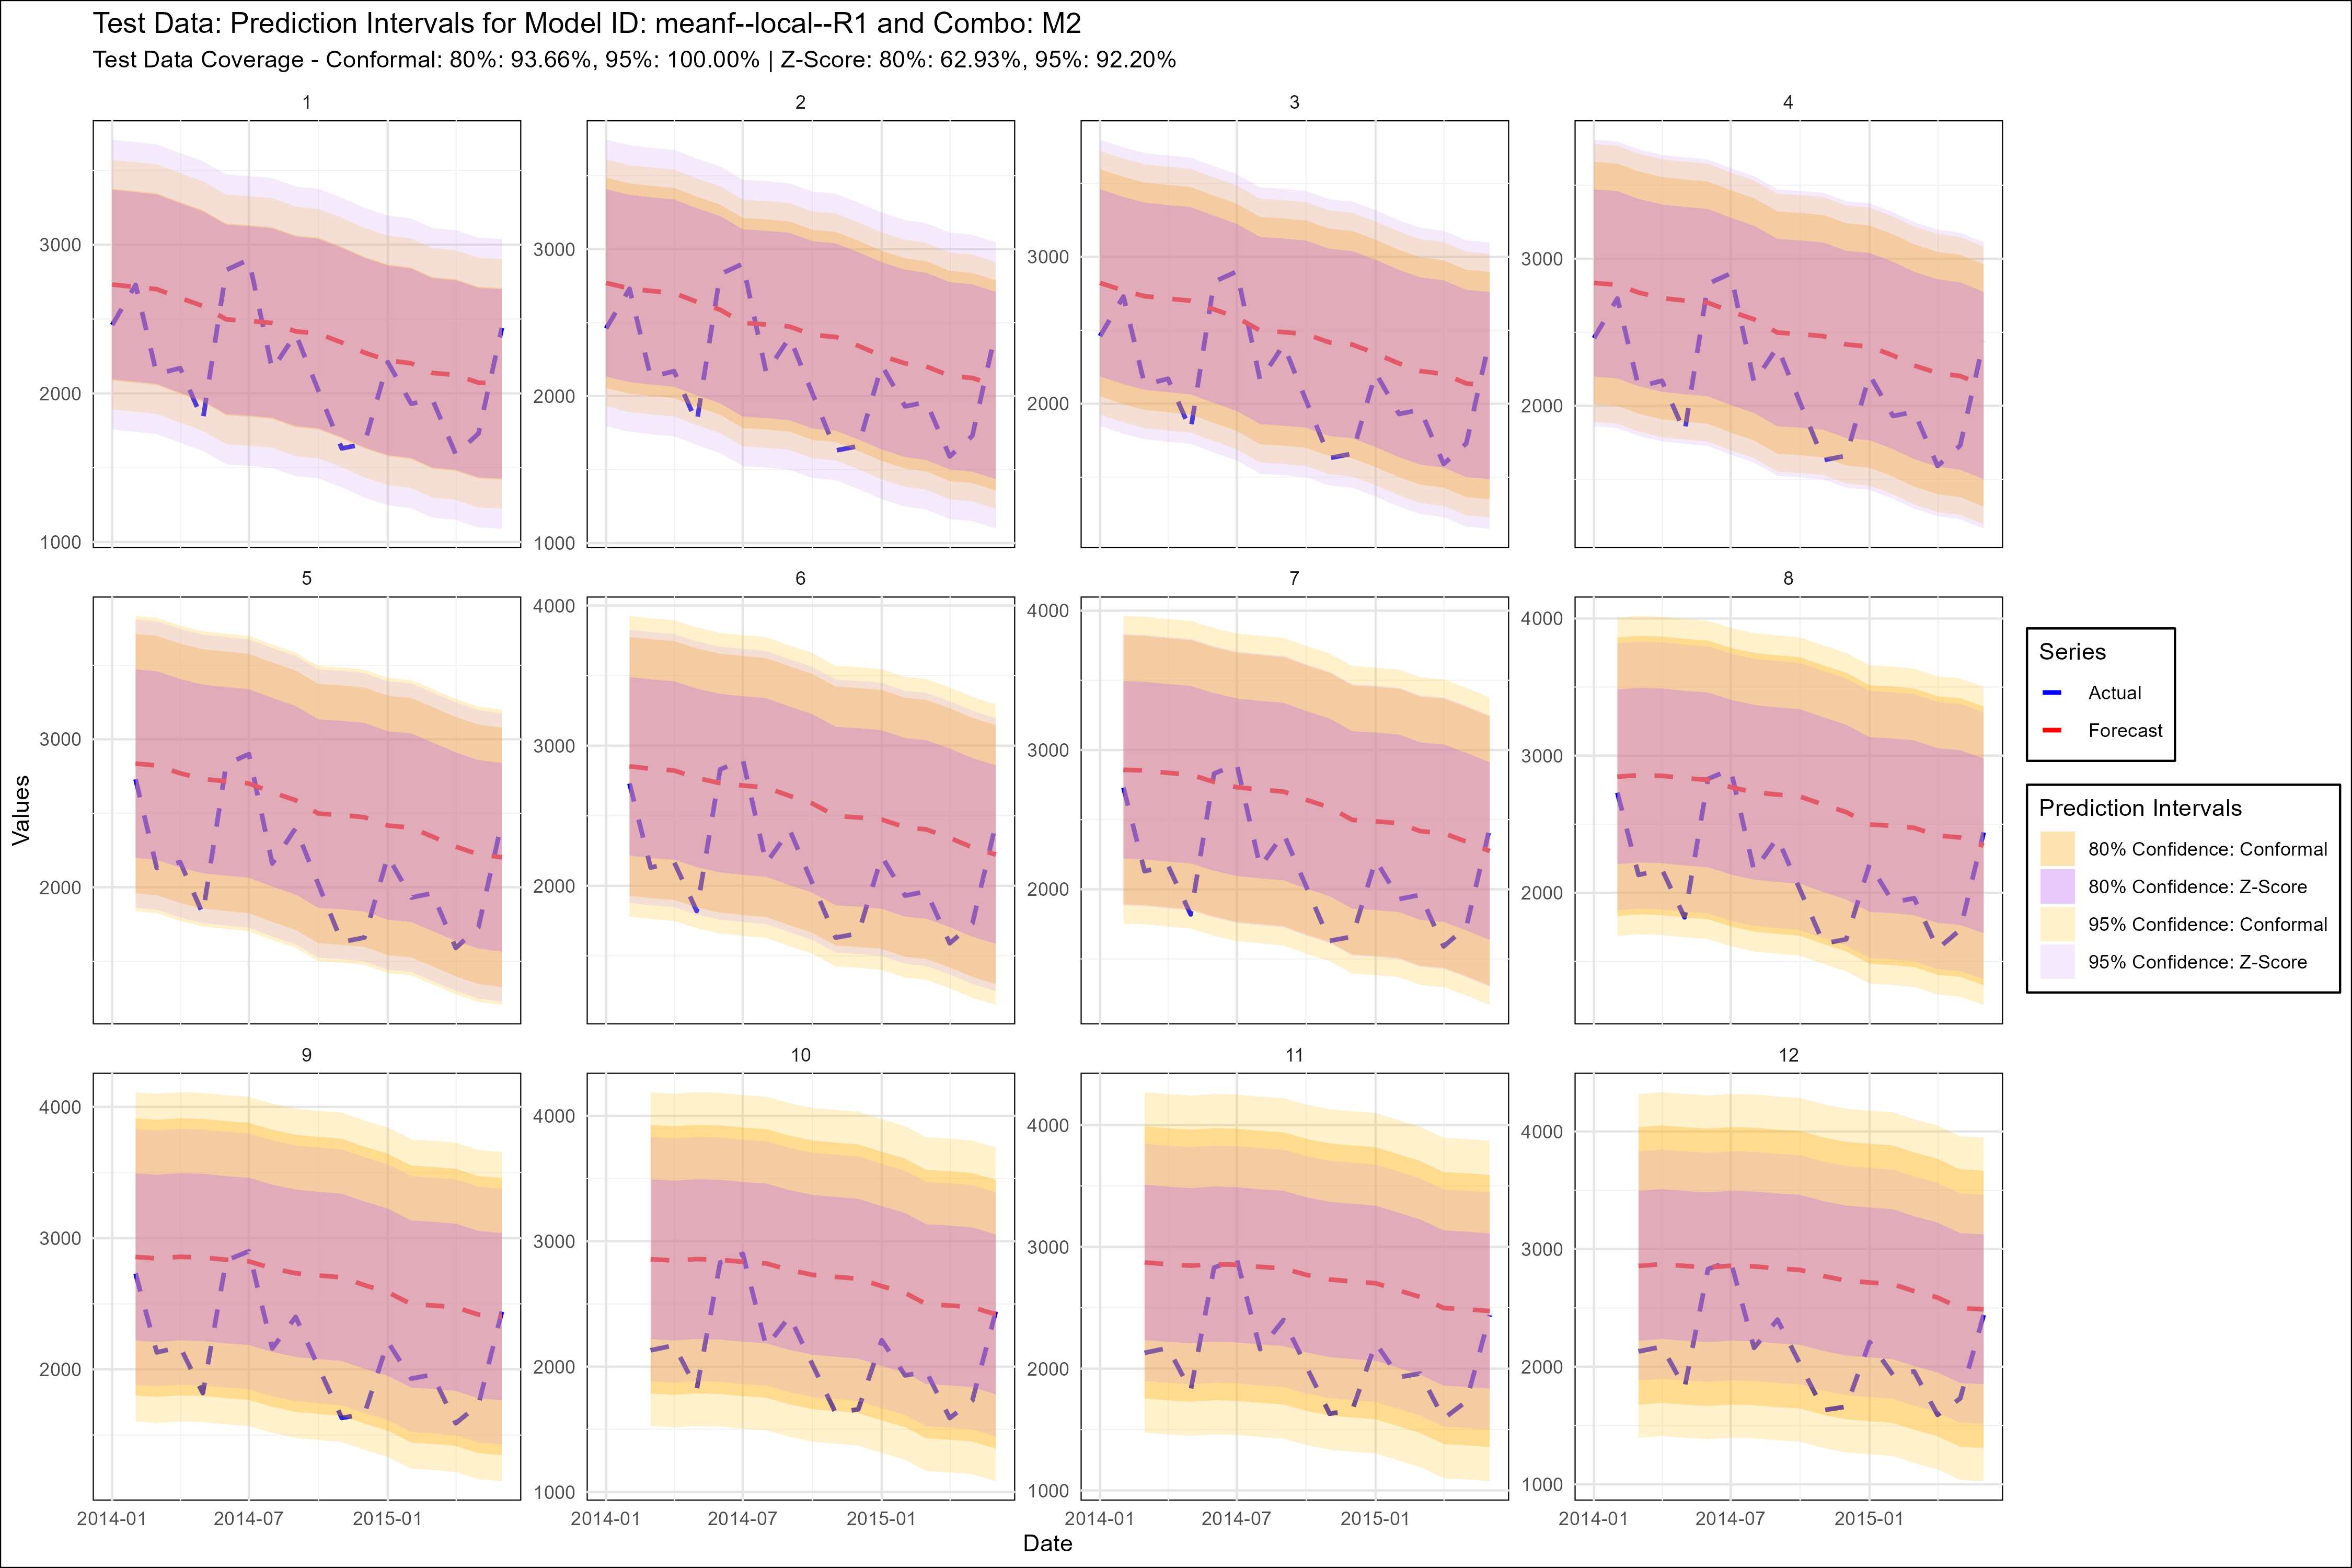 Test Data: Prediction Intervals for Model ID: meanf--local--R1 and Combo: M2
Test Data Coverage - Conformal: 80%: 93.66%, 95%: 100.00% | Z-Score: 80%: 62.93%, 95%: 92.20%
1 2 3 4
3000 3000 3000 3000
2000 2000 2000 2000
1000 1000
5 6 7 8
4000 4000 4000
3000 3000 3000 3000
2000 2000 2000 2000
9 10 11 12
4000 4000 4000 4000
3000 3000 3000 3000
2000 2000 2000 2000
1000 1000 1000
2014-01 2014-07 2015-01 2014-01 2014-07 2015-01 2014-01 2014-07 2015-01 2014-01 2014-07 2015-01
Date
Values
Series
Actual
Forecast
Prediction Intervals
80% Confidence: Conformal
80% Confidence: Z-Score
95% Confidence: Conformal
95% Confidence: Z-Score